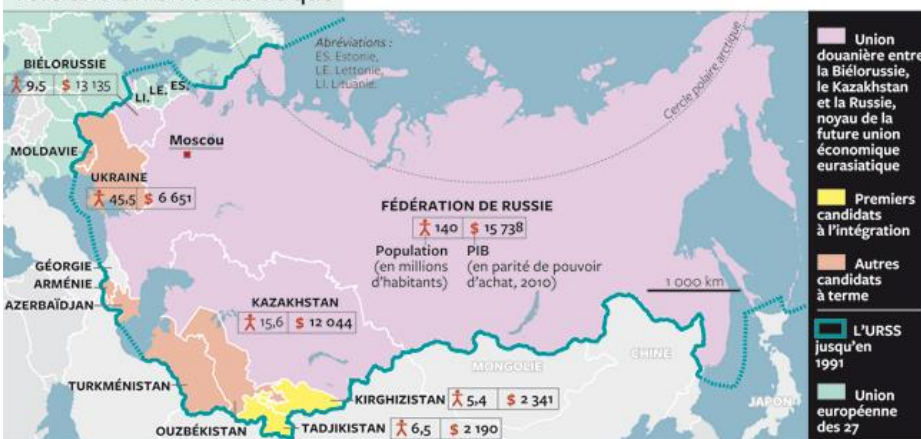 BIÉLORUSSIE
9,5 $ 13 135
LI. LE. ES.
Abréviations :
ES. Estonie,
LE. Lettonie,
LI. Lituanie.
Cercle polaire arctique
MOLDAVIE
Moscou
UKRAINE
45,5 $ 6 651
FÉDÉRATION DE RUSSIE
140 $ 15 738
Population
(en millions
d'habitants)
PIB
(en parité de pouvoir
d'achat, 2010)
1 000 km
GÉORGIE
ARMÉNIE
AZERBAÏDJAN
KAZAKHSTAN
15,6 $ 12 044
MONGOLIE
CHINE
JAPON
TURKMÉNISTAN
OUZBÉKISTAN
KIRGHIZISTAN 5,4 $ 2 341
TADJIKISTAN 6,5 $ 2 190
Union
douanière entre
la Biélorussie,
le Kazakhstan
et la Russie,
noyau de la
future union
économique
eurasiatique
Premiers
candidats
à l'intégration
Autres
candidats
à terme
L'URSS
jusqu'en
1991
Union
européenne
des 27